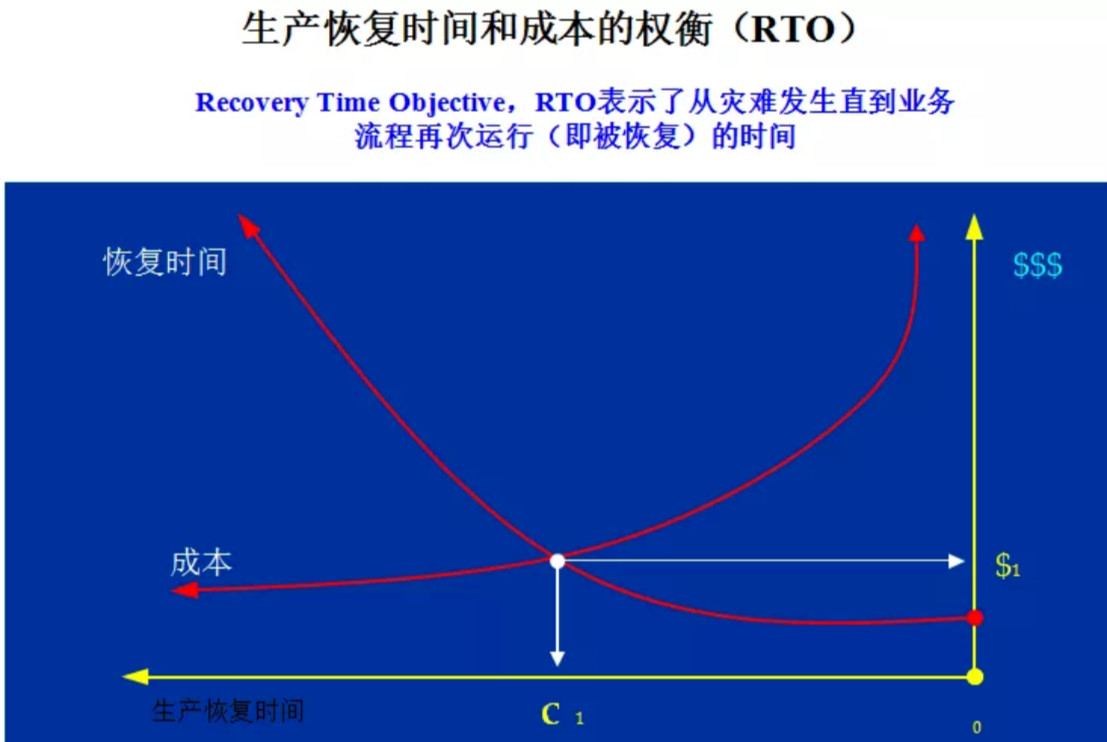 生产恢复时间和成本的权衡（RTO）
Recovery Time Objective，RTO表示了从灾难发生直到业务
流程再次运行（即被恢复）的时间
恢复时间
$$$
成本
$1
生产恢复时间
C 1
0